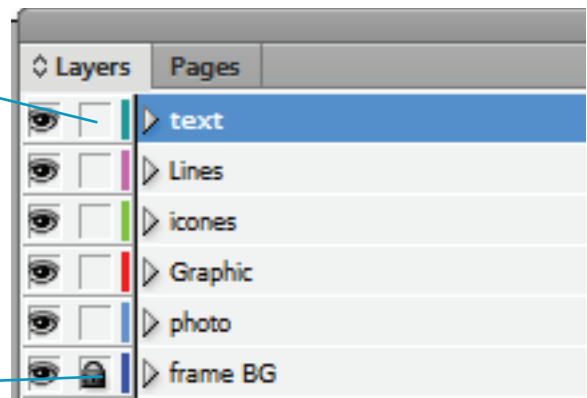 Layers Pages
text
Lines
icones
Graphic
photo
frame BG